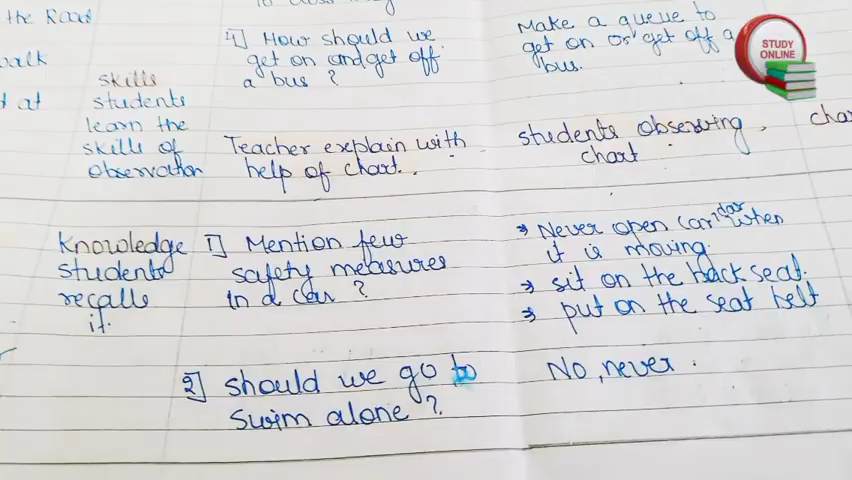 the Road
walk
at
skills
students
learn the
skills of
observation
4] How should we
get on and get off
a bus ?
Make a queue to
get on or get off a
bus.
Teacher explain with
help of chart..
students observing
chart
Knowledge
students
recalls
it.
1] Mention few
safety measures
in a car ?
→ Never open car door when
it is moving.
→ sit on the back seat.
→ put on the seat belt
2] should we go to
swim alone ?
No, never .
STUDY
ONLINE